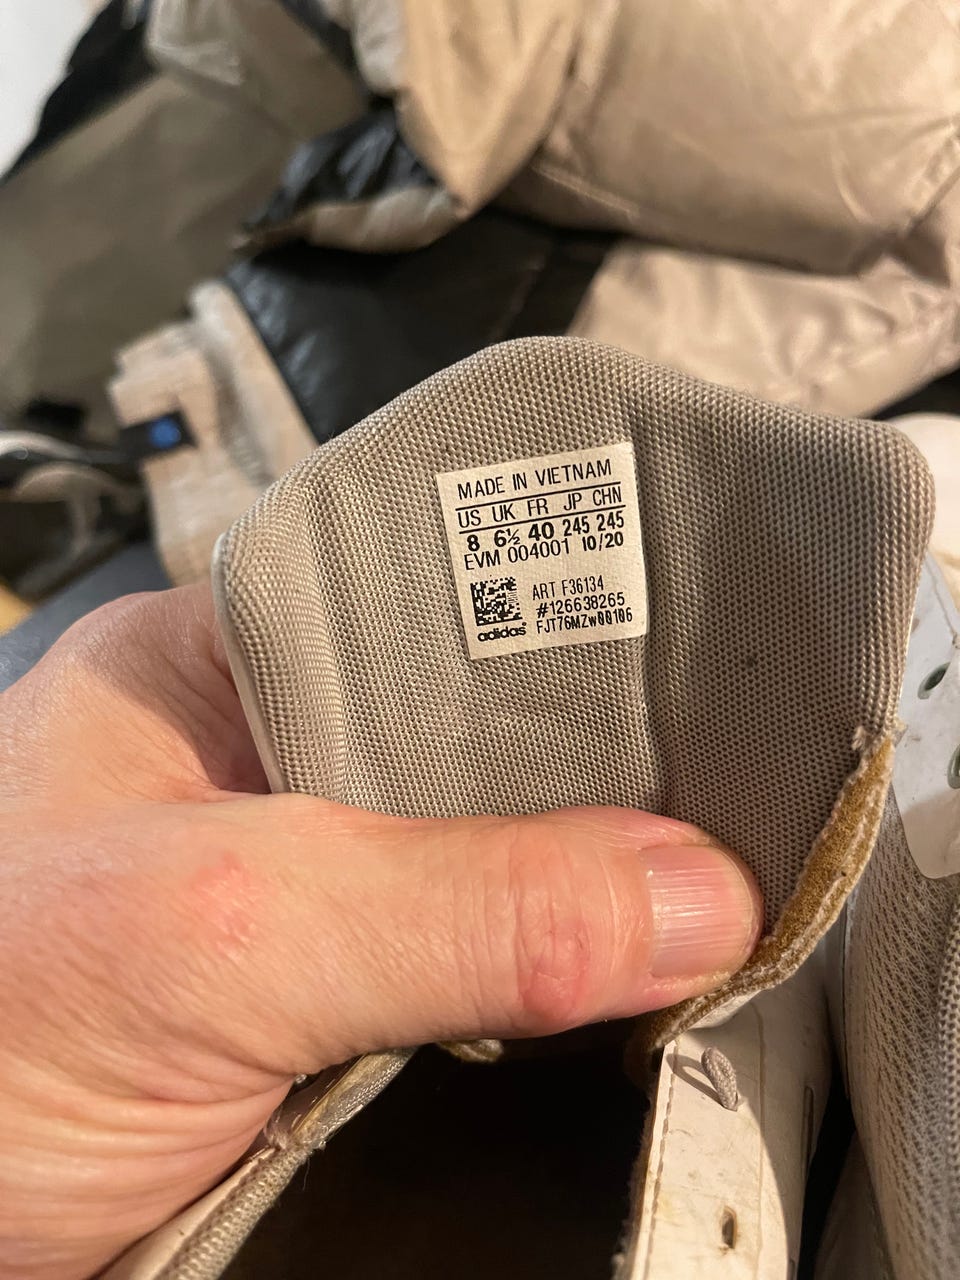 MADE IN VIETNAM
US UK FR JP CHN
8 6½ 40 245 245
EVM 004001 10/20
ART F36134
#126638265
FJT76MZw00106
adidas